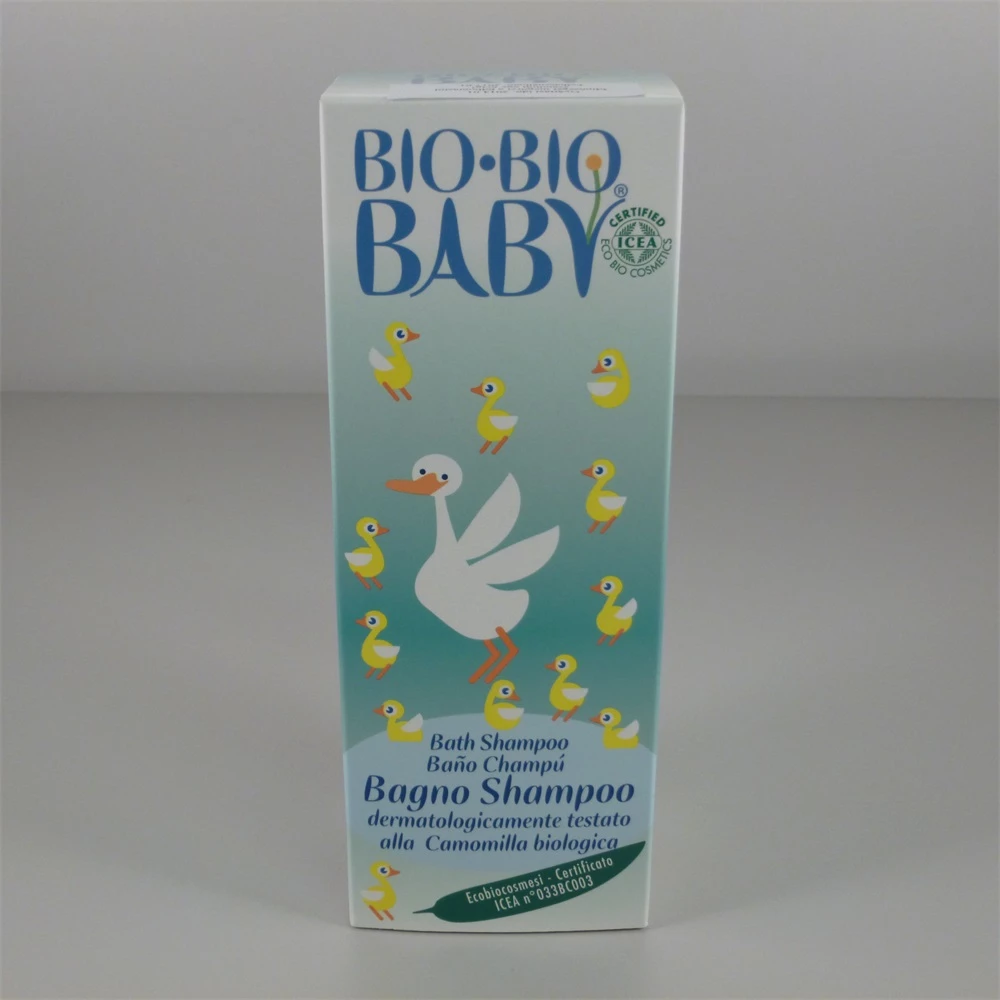 BIO•BIO
BABY®
CERTIFIED
ICEA
ECO BIO COSMETICS
Bath Shampoo
Baño Champú
Bagno Shampoo
dermatologicamente testato
alla Camomilla biologica
Ecobiocosmesi - Certificato
ICEA n°033BC003